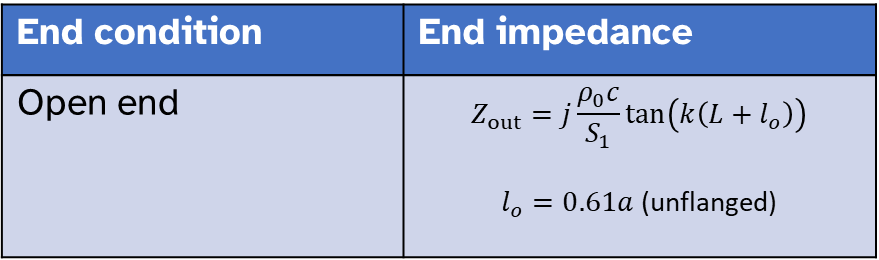 End condition
End impedance
Open end
Z_out = j ρ₀c/S₁ tan(k(L + l_o))
l_o = 0.61a (unflanged)